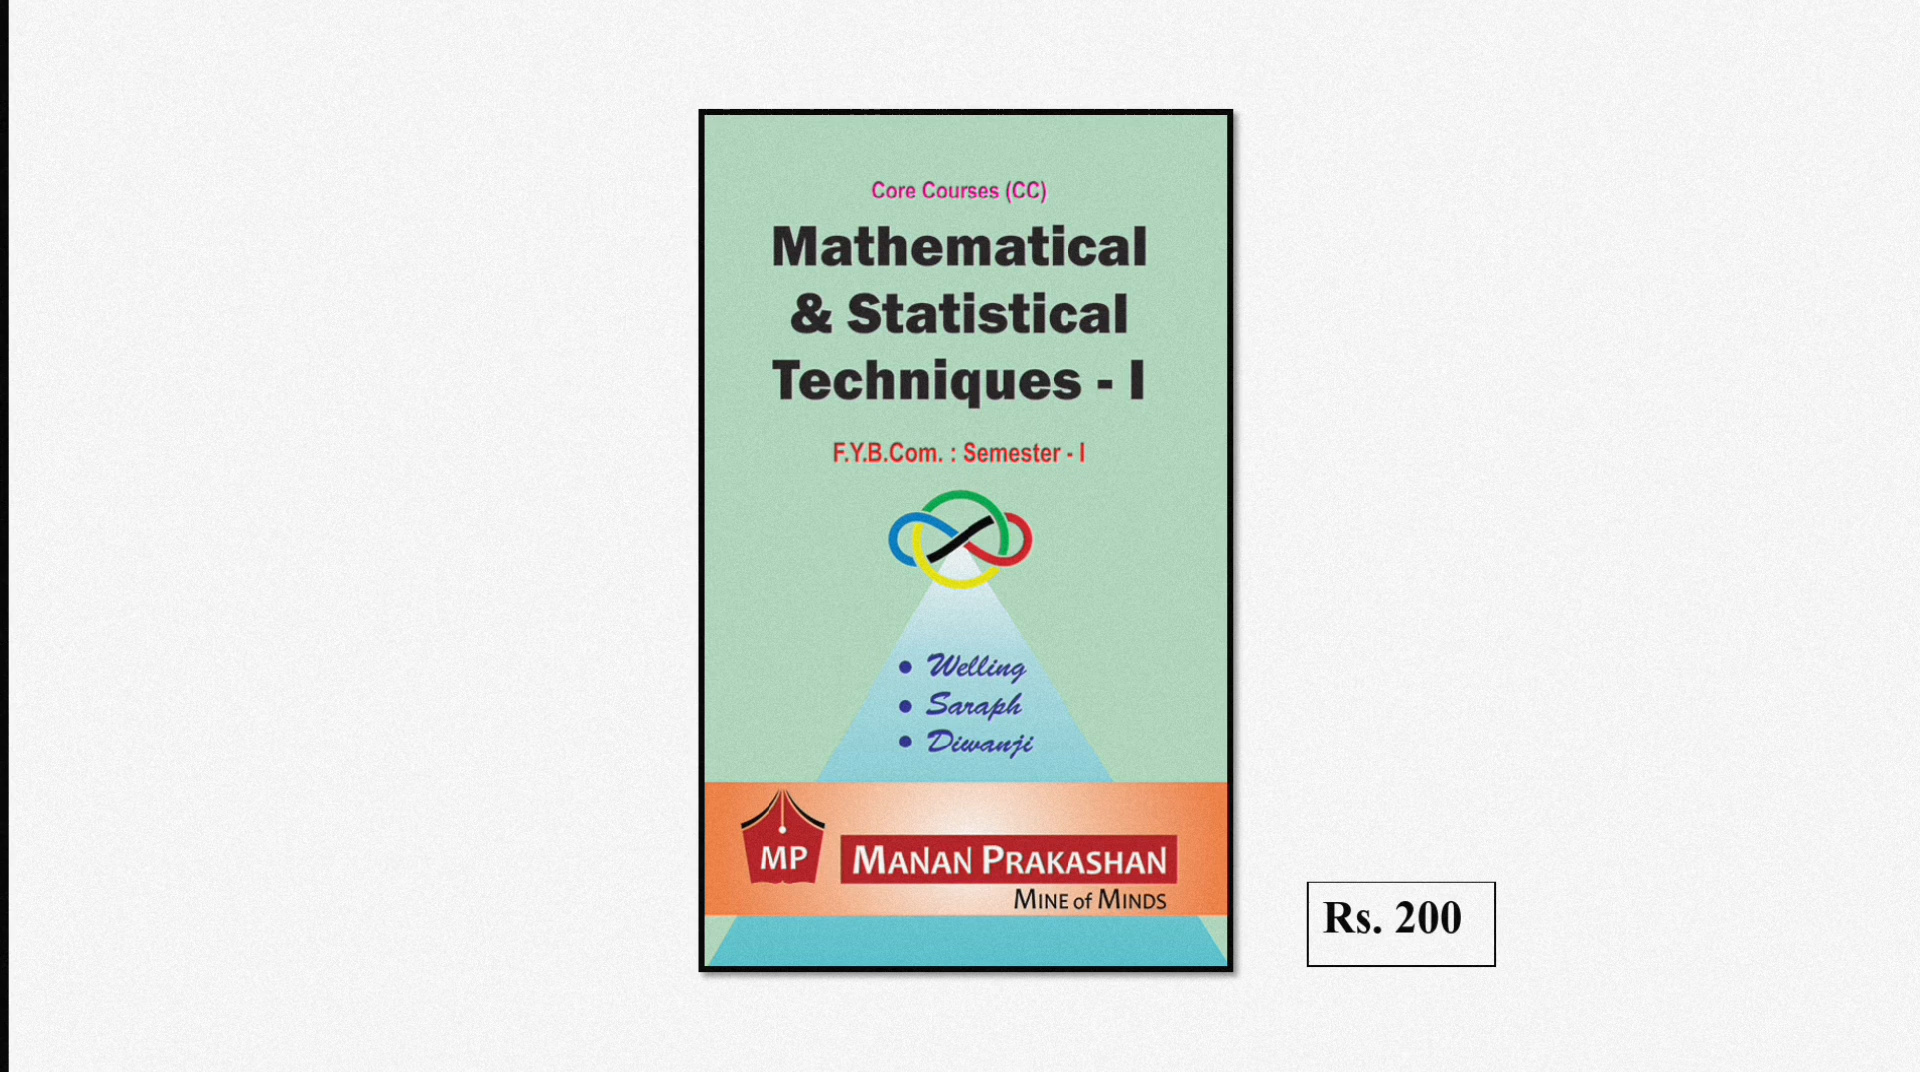 Core Courses (CC)
Mathematical
& Statistical
Techniques - I
F.Y.B.Com. : Semester - I
• Welling
• Saraph
• Diwanji
MP
MANAN PRAKASHAN
MINE of MINDS
Rs. 200